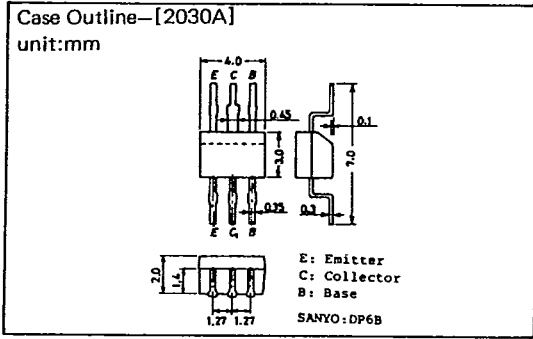 Case Outline—[2030A]
unit:mm
4.0
E C B
0.45
0.1
3.0
7.0
0.35
0.3
E C B
2.0
1.4
1.27 1.27
E: Emitter
C: Collector
B: Base
SANYO:DP6B